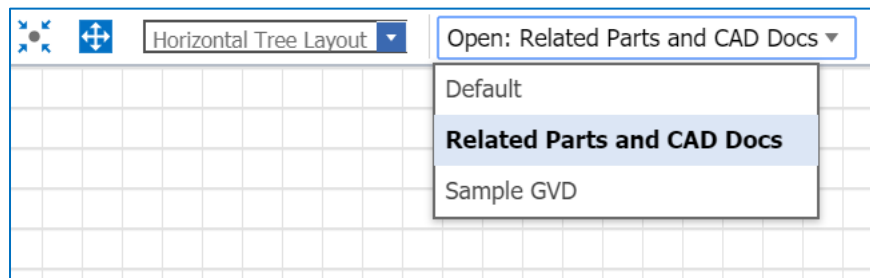 Horizontal Tree Layout
Open: Related Parts and CAD Docs
Default
Related Parts and CAD Docs
Sample GVD